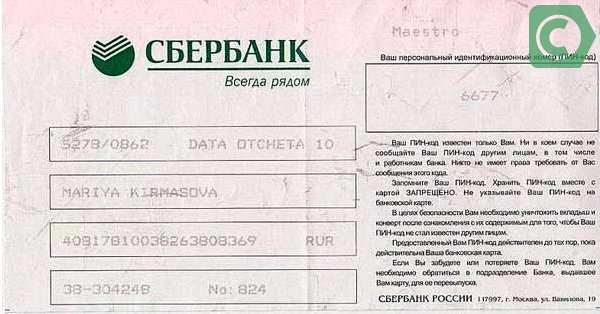 Maestro
СБЕРБАНК
Всегда рядом
Ваш персональный идентификационный номер (ПИН-код)
6677
5278/0862 DATA OTCHETA 10
MARIYA KIRMASOVA
40817810038263808369 RUR
38-304248 No: 824
Ваш ПИН-код известен только Вам. Ни в коем случае не
сообщайте Ваш ПИН-код другим лицам, в том числе
и работникам банка. Никто не имеет права требовать от Вас
сообщения этого кода.
Запомните Ваш ПИН-код. Хранить ПИН-код вместе с
картой ЗАПРЕЩЕНО. Не указывайте Ваш ПИН-код на
банковской карте.
В целях безопасности Вам необходимо уничтожить вкладыш и
конверт после ознакомления с их содержимым для того, чтобы Ваш
ПИН-код не стал известен другим лицам.
Предоставленный Вам ПИН-код действителен до тех пор, пока
действительна Ваша банковская карта.
Если Вы забудете или потеряете Ваш ПИН-код, Вам
необходимо обратиться в подразделение Банка, выдавшее
Вам карту, для ее перевыпуска.
СБЕРБАНК РОССИИ 117997, г. Москва, ул. Вавилова, 19